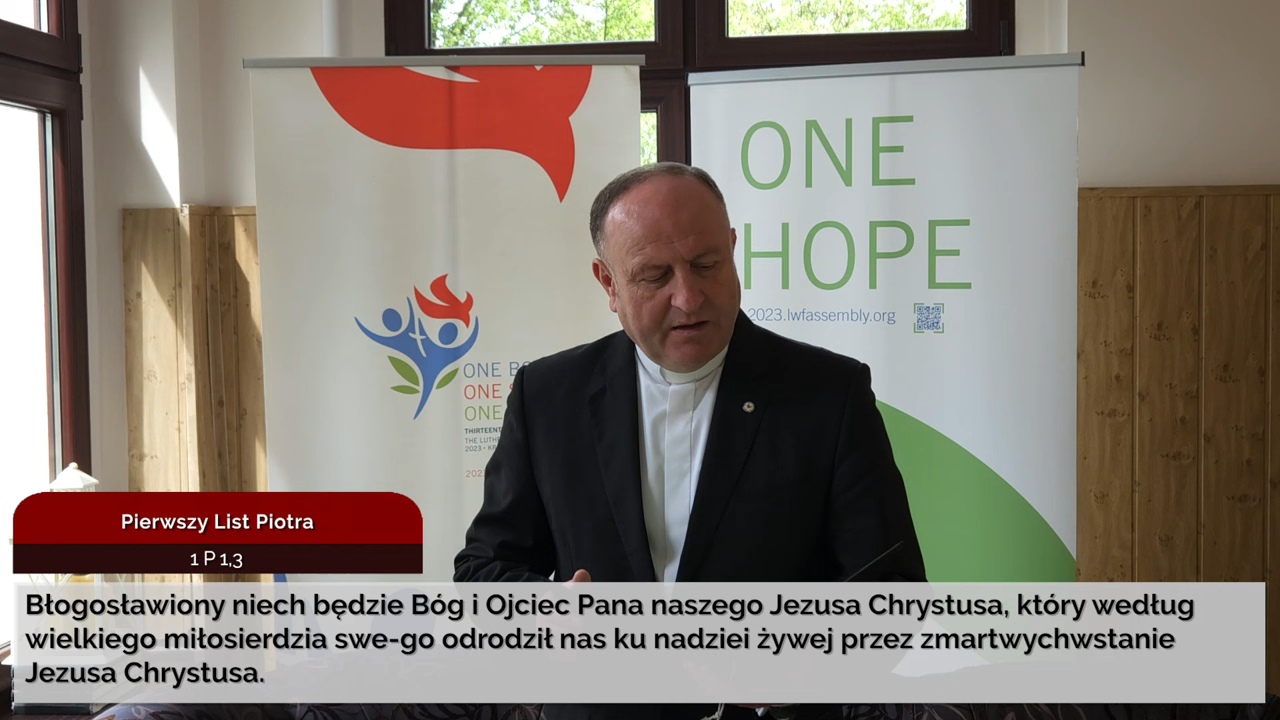 ONE
HOPE
2023.lwfassembly.org
ONE
ONE
ONE
THE
Pierwszy List Piotra
1 P 1,3
Błogosławiony niech będzie Bóg i Ojciec Pana naszego Jezusa Chrystusa, który według
wielkiego miłosierdzia swe-go odrodził nas ku nadziei żywej przez zmartwychwstanie
Jezusa Chrystusa.